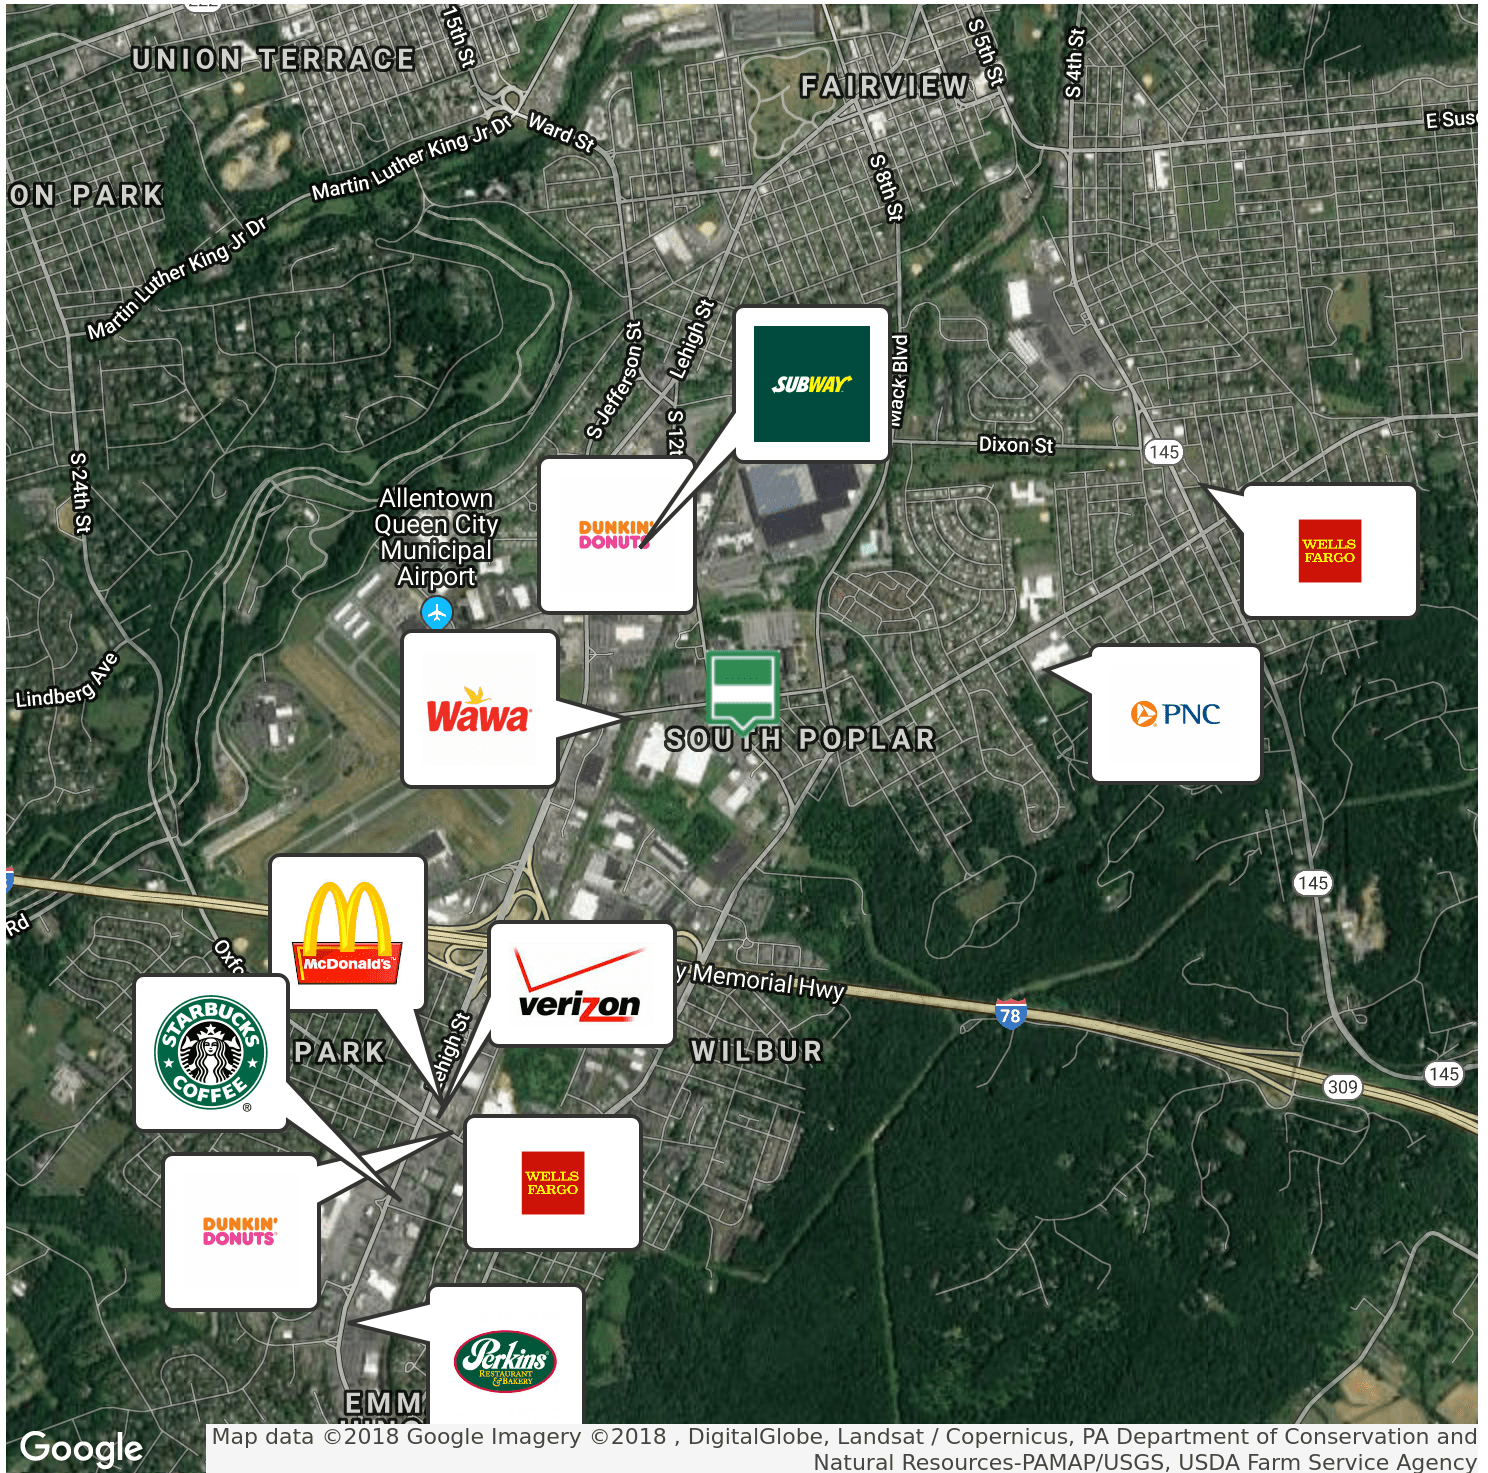 15th St
S 5th St
S 4th St
UNION TERRACE
FAIRVIEW
Ward St
E Sus
Martin Luther King Jr Dr
ON PARK
S 8th St
Martin Luther King Jr Dr
Lehigh St
S Jefferson St
SUBWAY
Mack Blvd
S 12t
Dixon St
145
S 24th St
Allentown
Queen City
Municipal
Airport
DUNKIN'
DONUTS
WELLS
FARGO
Lindberg Ave
Wawa
PNC
SOUTH POPLAR
145
Rd
Oxfo
McDonald's
verizon
y Memorial Hwy
78
STARBUCKS
COFFEE
®
PARK
ehigh St
WILBUR
145
309
WELLS
FARGO
DUNKIN'
DONUTS
Perkins
RESTAURANT
& BAKERY
EMM
Google
Map data ©2018 Google Imagery ©2018 , DigitalGlobe, Landsat / Copernicus, PA Department of Conservation and
Natural Resources-PAMAP/USGS, USDA Farm Service Agency